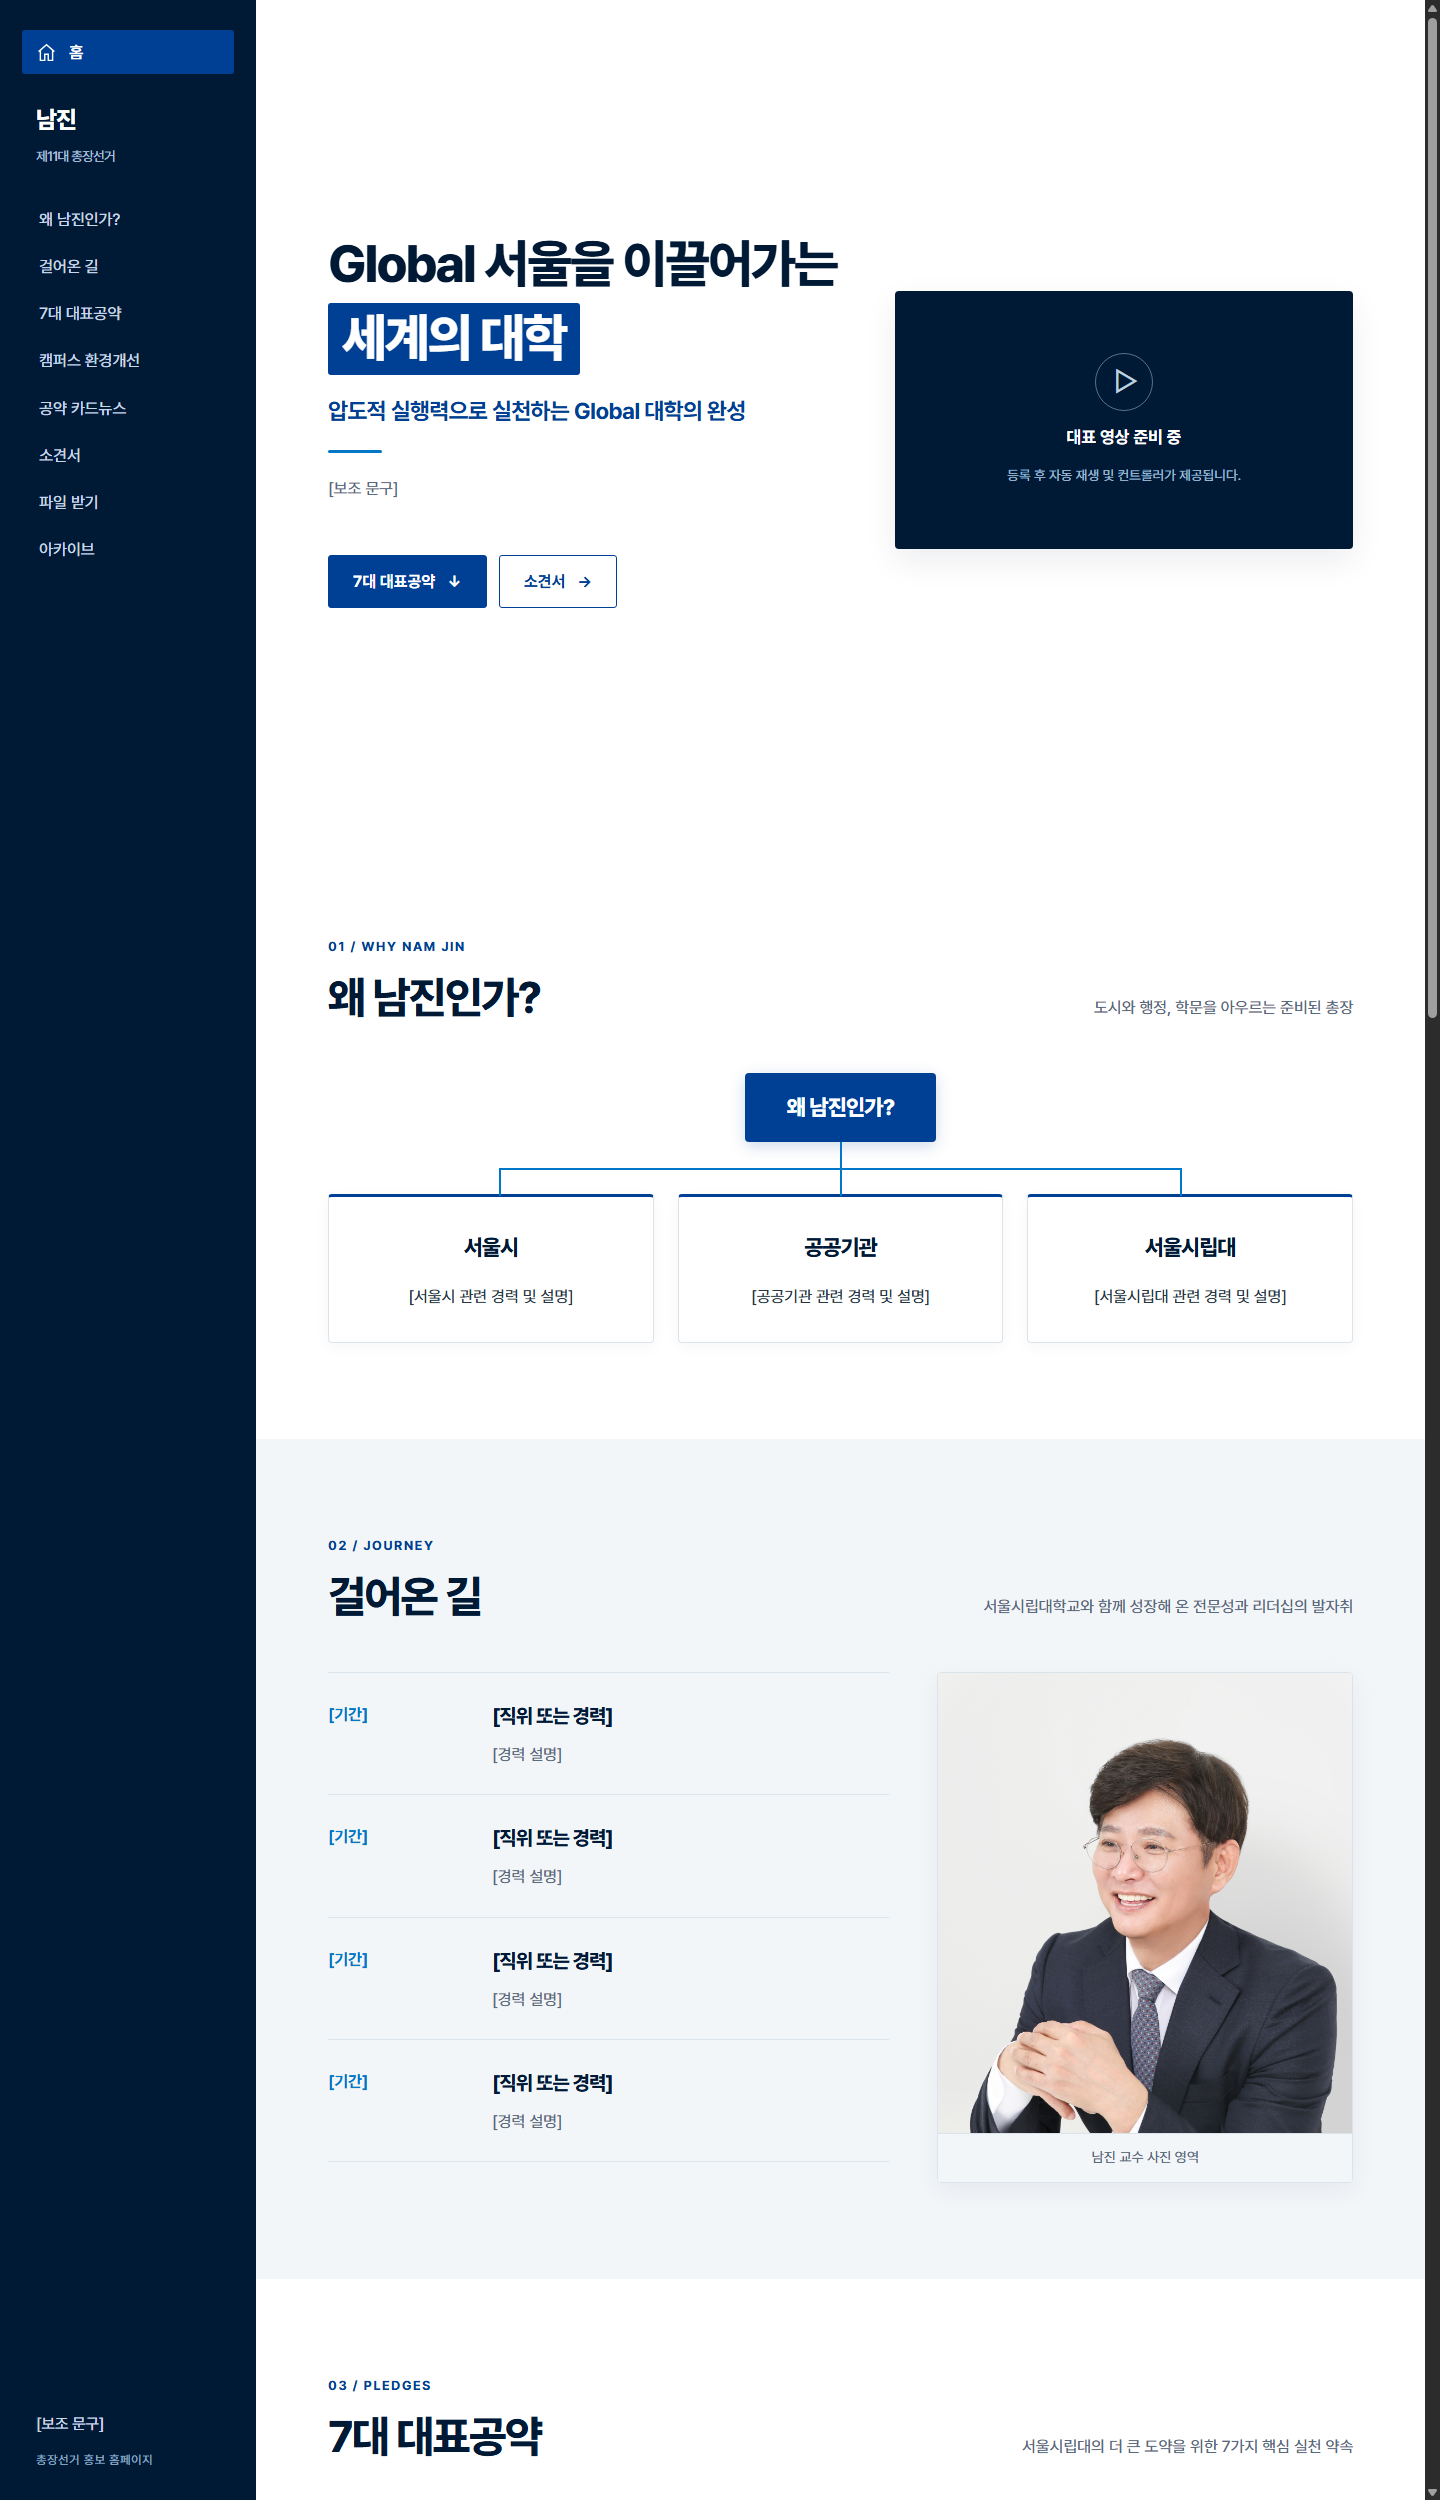 홈
남진
제11대 총장선거
왜 남진인가?
걸어온 길
7대 대표공약
캠퍼스 환경개선
공약 카드뉴스
소견서
파일 받기
아카이브
[보조 문구]
총장선거 홍보 홈페이지
Global 서울을 이끌어가는
세계의 대학
압도적 실행력으로 실천하는 Global 대학의 완성
[보조 문구]
7대 대표공약 ↓
소견서 →
대표 영상 준비 중
등록 후 자동 재생 및 컨트롤러가 제공됩니다.
01 / WHY NAM JIN
왜 남진인가?
도시와 행정, 학문을 아우르는 준비된 총장
왜 남진인가?
서울시
[서울시 관련 경력 및 설명]
공공기관
[공공기관 관련 경력 및 설명]
서울시립대
[서울시립대 관련 경력 및 설명]
02 / JOURNEY
걸어온 길
서울시립대학교와 함께 성장해 온 전문성과 리더십의 발자취
[기간]
[직위 또는 경력]
[경력 설명]
[기간]
[직위 또는 경력]
[경력 설명]
[기간]
[직위 또는 경력]
[경력 설명]
[기간]
[직위 또는 경력]
[경력 설명]
남진 교수 사진 영역
03 / PLEDGES
7대 대표공약
서울시립대의 더 큰 도약을 위한 7가지 핵심 실천 약속